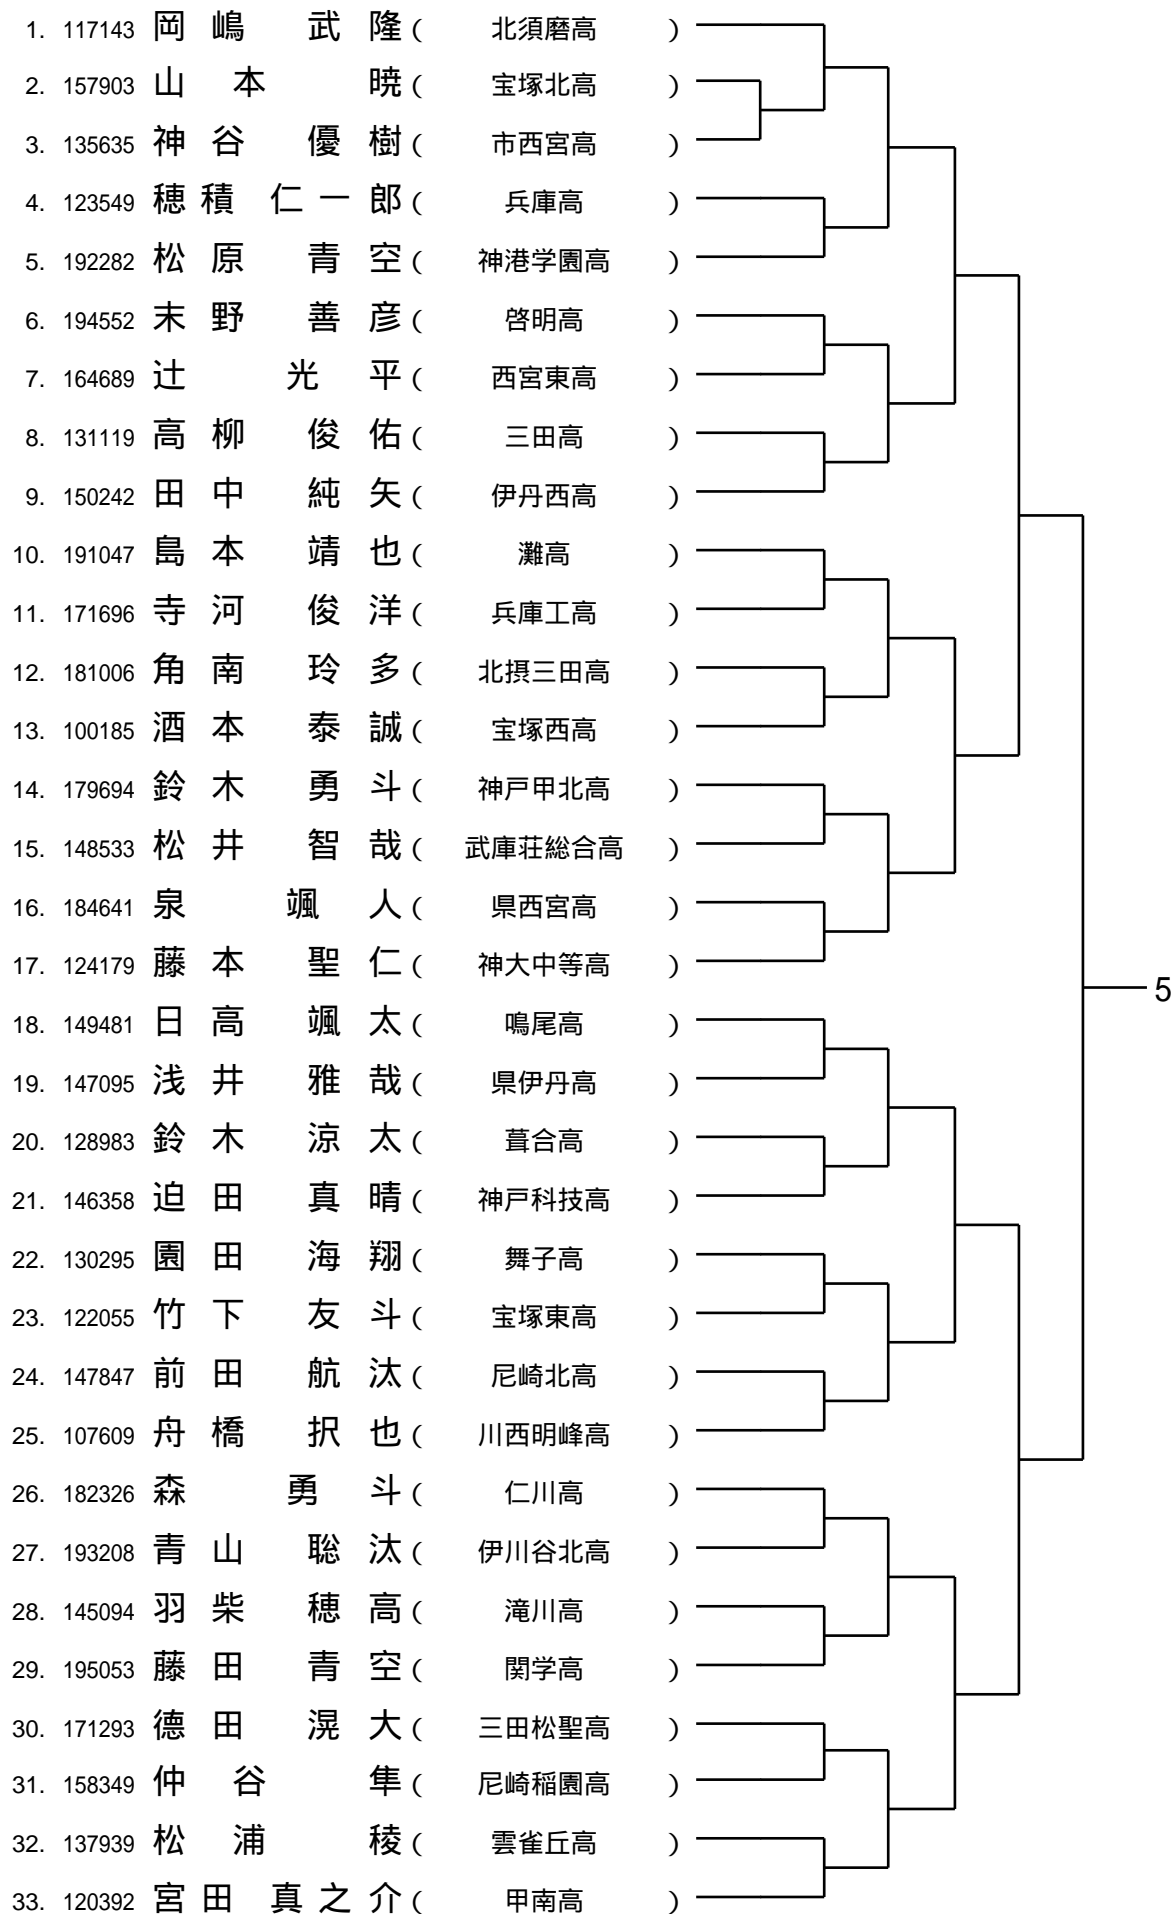 1. 117143 岡嶋 武隆 ( 北須磨高 )
2. 157903 山本 暁 ( 宝塚北高 )
3. 135635 神谷 優樹 ( 市西宮高 )
4. 123549 穂積 仁一郎 ( 兵庫高 )
5. 192282 松原 青空 ( 神港学園高 )
6. 194552 末野 善彦 ( 啓明高 )
7. 164689 辻 光平 ( 西宮東高 )
8. 131119 高柳 俊佑 ( 三田高 )
9. 150242 田中 純矢 ( 伊丹西高 )
10. 191047 島本 靖也 ( 灘高 )
11. 171696 寺河 俊洋 ( 兵庫工高 )
12. 181006 角南 玲多 ( 北摂三田高 )
13. 100185 酒本 泰誠 ( 宝塚西高 )
14. 179694 鈴木 勇斗 ( 神戸甲北高 )
15. 148533 松井 智哉 ( 武庫荘総合高 )
16. 184641 泉 颯人 ( 県西宮高 )
17. 124179 藤本 聖仁 ( 神大中等高 )
5
18. 149481 日高 颯太 ( 鳴尾高 )
19. 147095 浅井 雅哉 ( 県伊丹高 )
20. 128983 鈴木 涼太 ( 葺合高 )
21. 146358 迫田 真晴 ( 神戸科技高 )
22. 130295 園田 海翔 ( 舞子高 )
23. 122055 竹下 友斗 ( 宝塚東高 )
24. 147847 前田 航汰 ( 尼崎北高 )
25. 107609 舟橋 択也 ( 川西明峰高 )
26. 182326 森 勇斗 ( 仁川高 )
27. 193208 青山 聡汰 ( 伊川谷北高 )
28. 145094 羽柴 穂高 ( 滝川高 )
29. 195053 藤田 青空 ( 関学高 )
30. 171293 德田 滉大 ( 三田松聖高 )
31. 158349 仲谷 隼 ( 尼崎稲園高 )
32. 137939 松浦 稜 ( 雲雀丘高 )
33. 120392 宮田 真之介 ( 甲南高 )